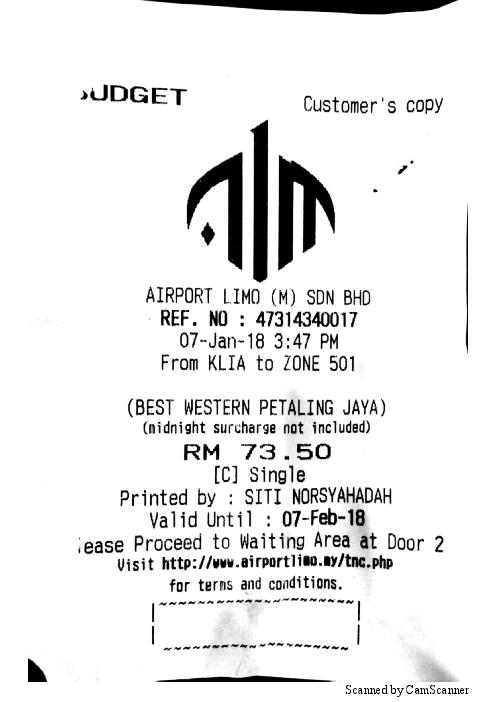 UDGET
Customer's copy
AIRPORT LIMO (M) SDN BHD
REF. NO : 47314340017
07-Jan-18 3:47 PM
From KLIA to ZONE 501
(BEST WESTERN PETALING JAYA)
(midnight surcharge not included)
RM 73.50
[C] Single
Printed by : SITI NORSYAHADAH
Valid Until : 07-Feb-18
ease Proceed to Waiting Area at Door 2
Visit http://www.airportlimo.my/tnc.php
for terms and conditions.
Scanned by CamScanner